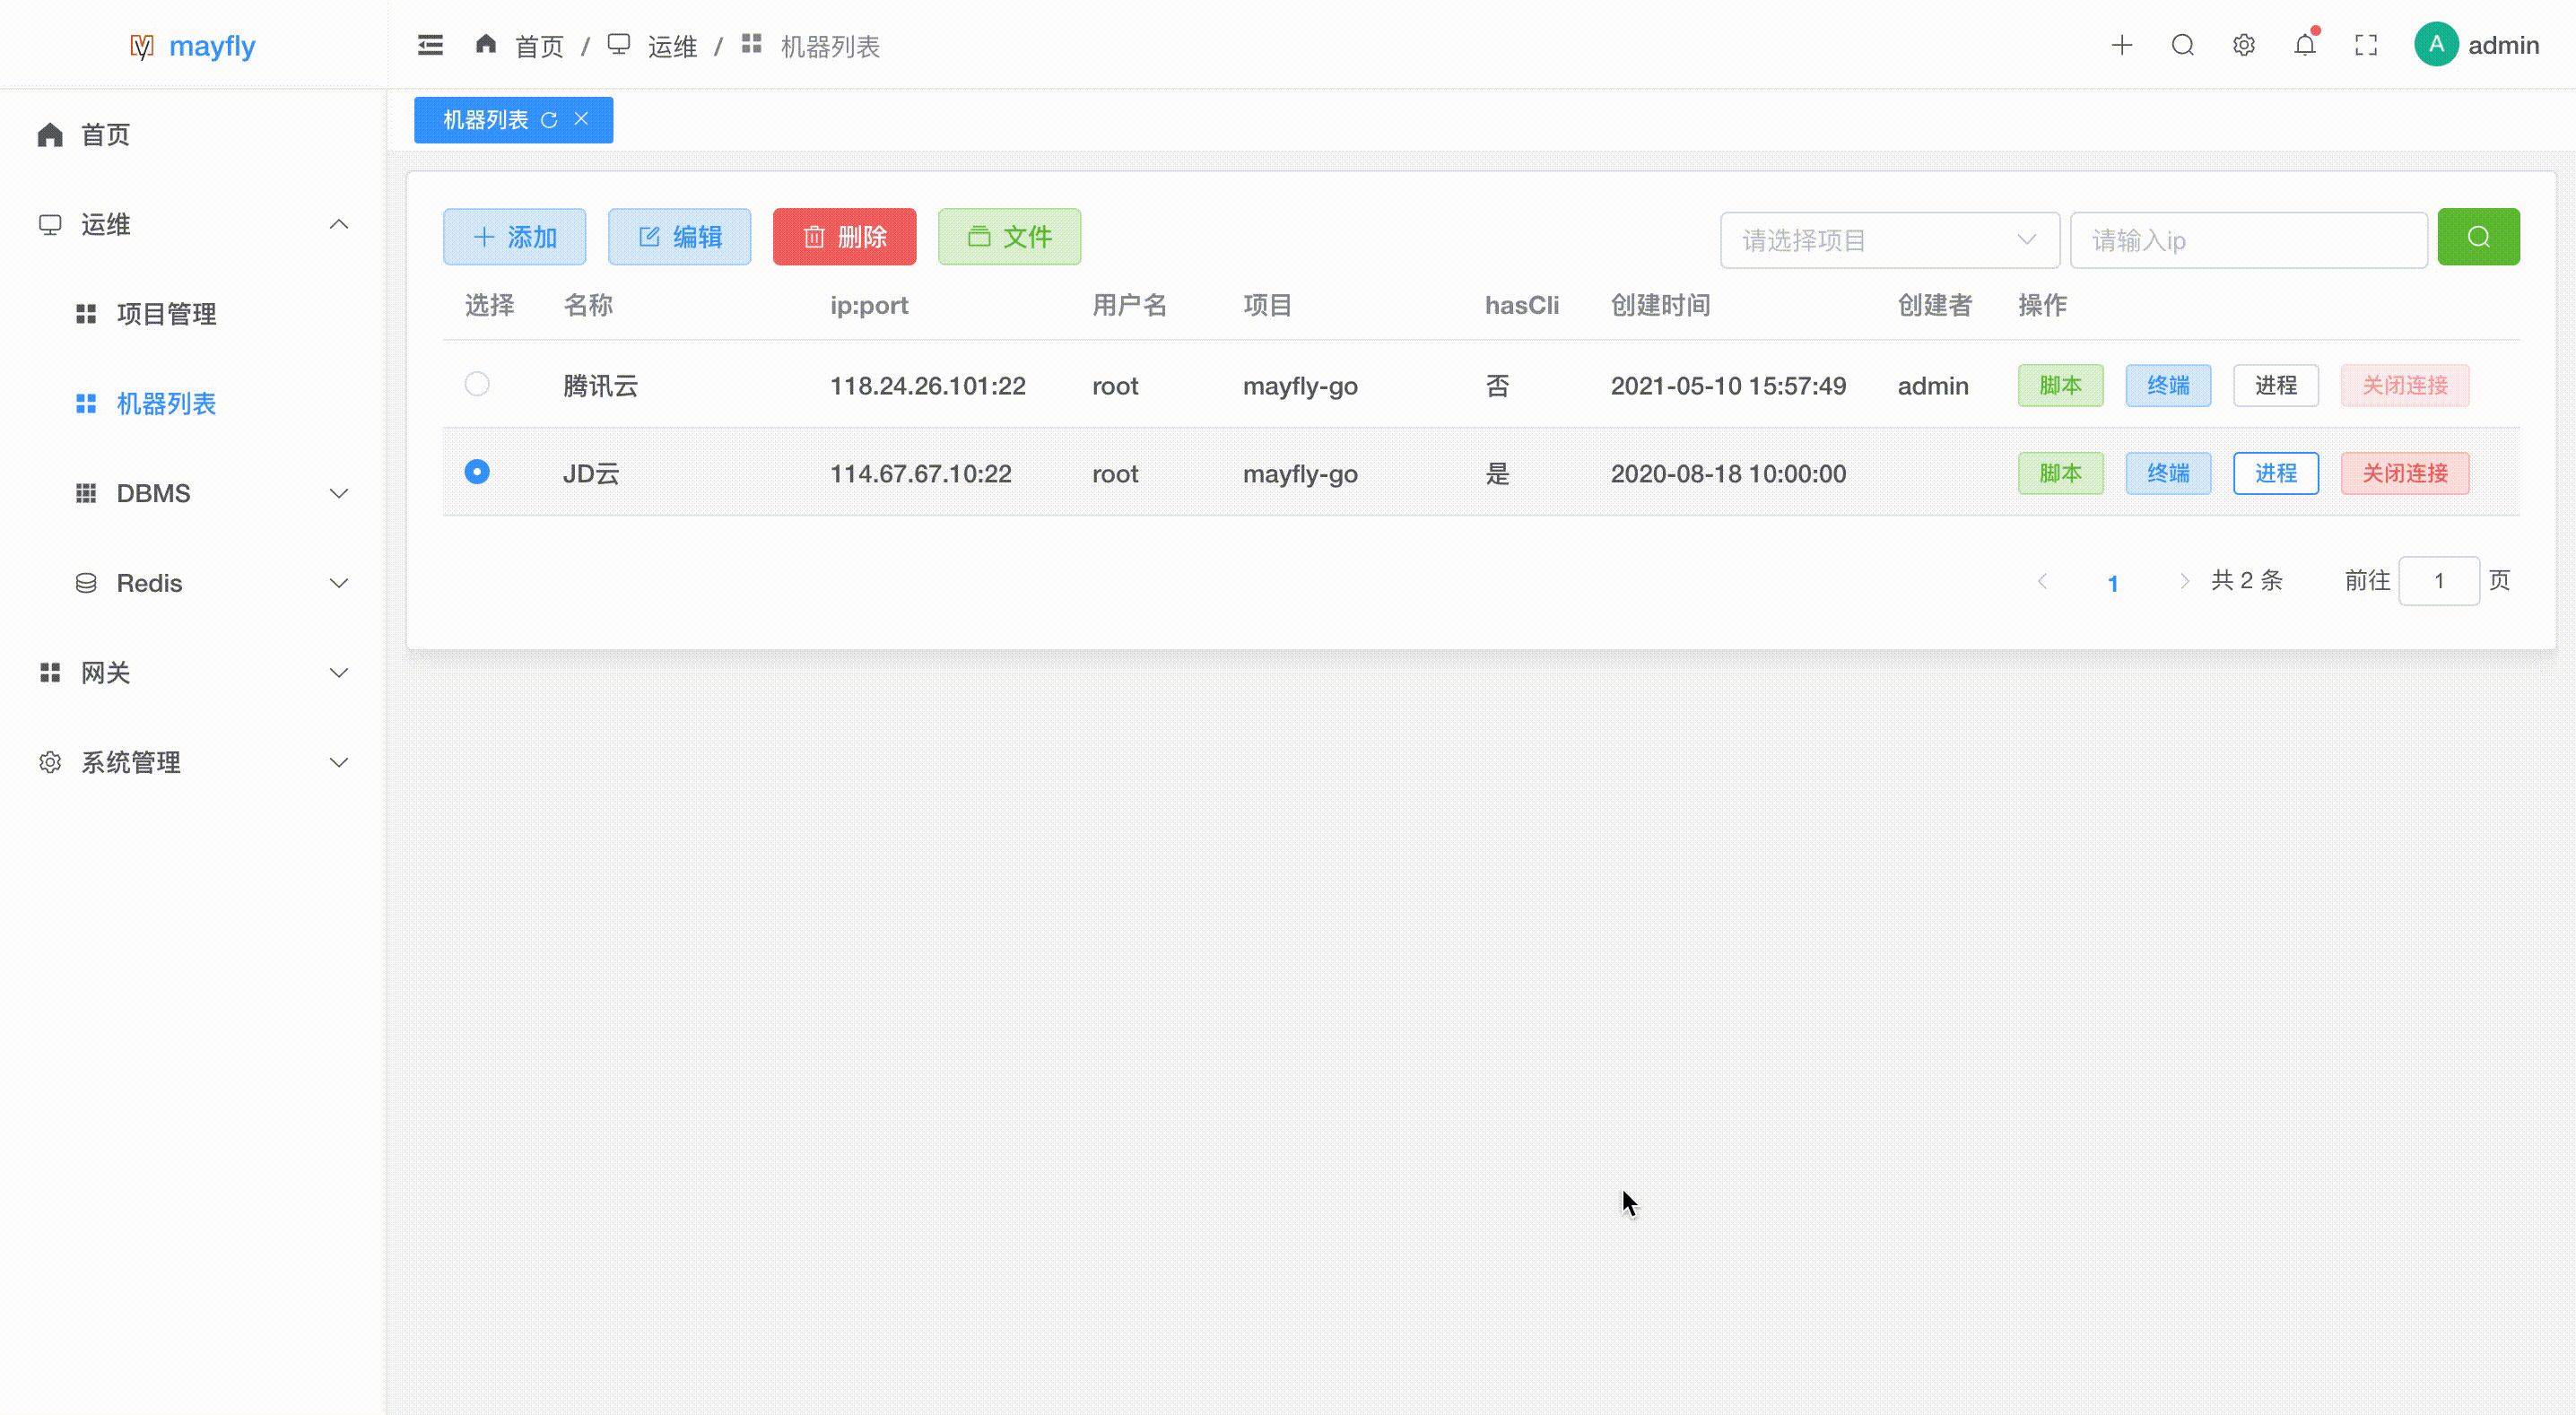 mayfly
首页 / 运维 / 机器列表
A admin
机器列表
首页
运维
项目管理
机器列表
DBMS
Redis
网关
系统管理
添加 编辑 删除 文件 请选择项目 请输入ip
选择 名称 ip:port 用户名 项目 hasCli 创建时间 创建者 操作
腾讯云 118.24.26.101:22 root mayfly-go 否 2021-05-10 15:57:49 admin 脚本 终端 进程 关闭连接
JD云 114.67.67.10:22 root mayfly-go 是 2020-08-18 10:00:00 脚本 终端 进程 关闭连接
1 共 2 条 前往 1 页